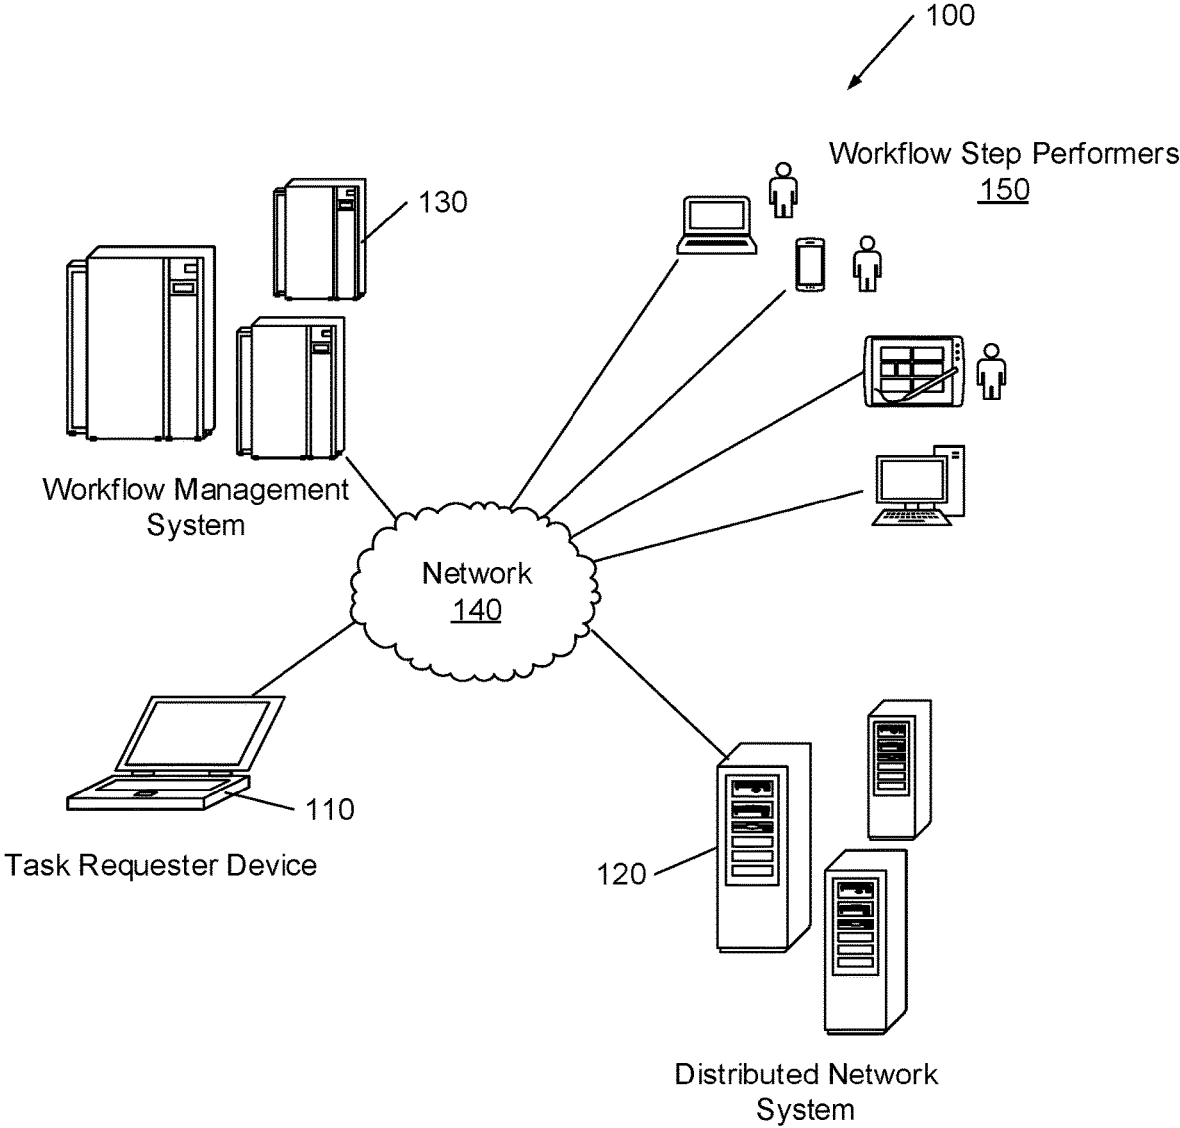 100
Workflow Step Performers
150
130
Workflow Management
System
Network
140
110
Task Requester Device
120
Distributed Network
System